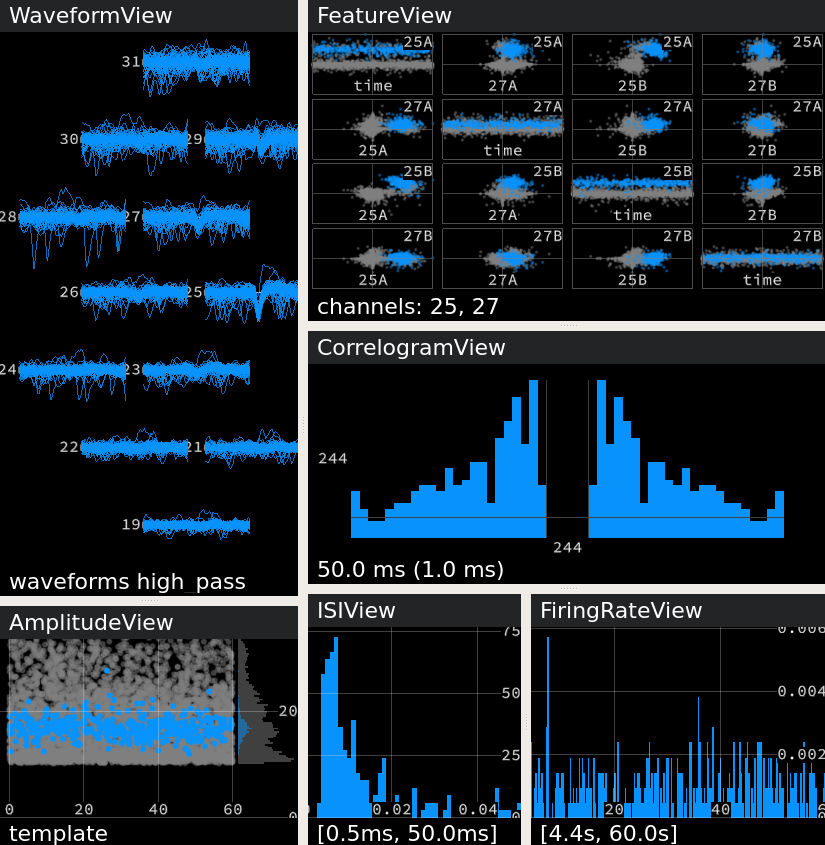 WaveformView
31
30 29
28 27
26 25
24 23
22 21
19
waveforms high_pass
AmplitudeView
20
0 20 40 60 0
template
FeatureView
25A 25A 25A 25A
time 27A 25B 27B
27A 27A 27A 27A
25A time 25B 27B
25B 25B 25B 25B
25A 27A time 27B
27B 27B 27B 27B
25A 27A 25B time
channels: 25, 27
CorrelogramView
244
244
50.0 ms (1.0 ms)
ISIView
75
50
25
0.02 0.04 0
[0.5ms, 50.0ms]
FiringRateView
0.006
0.004
0.002
20 40
[4.4s, 60.0s]